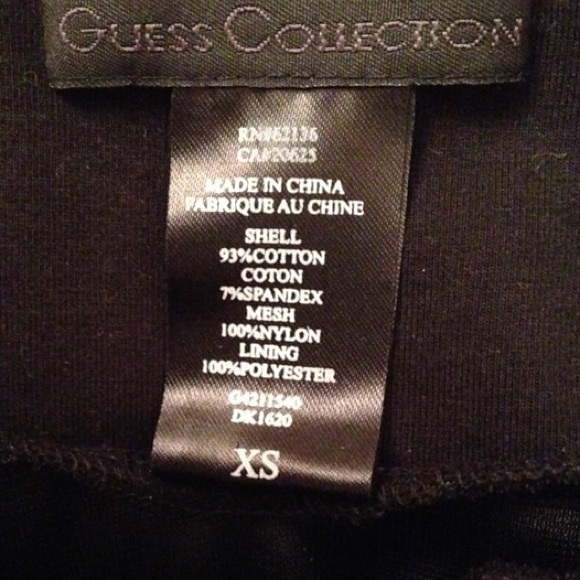 GUESS COLLECTION
RN#62136
CA#20625
MADE IN CHINA
FABRIQUE AU CHINE
SHELL
93%COTTON
COTON
7%SPANDEX
MESH
100%NYLON
LINING
100%POLYESTER
G4211540
DK1620
XS